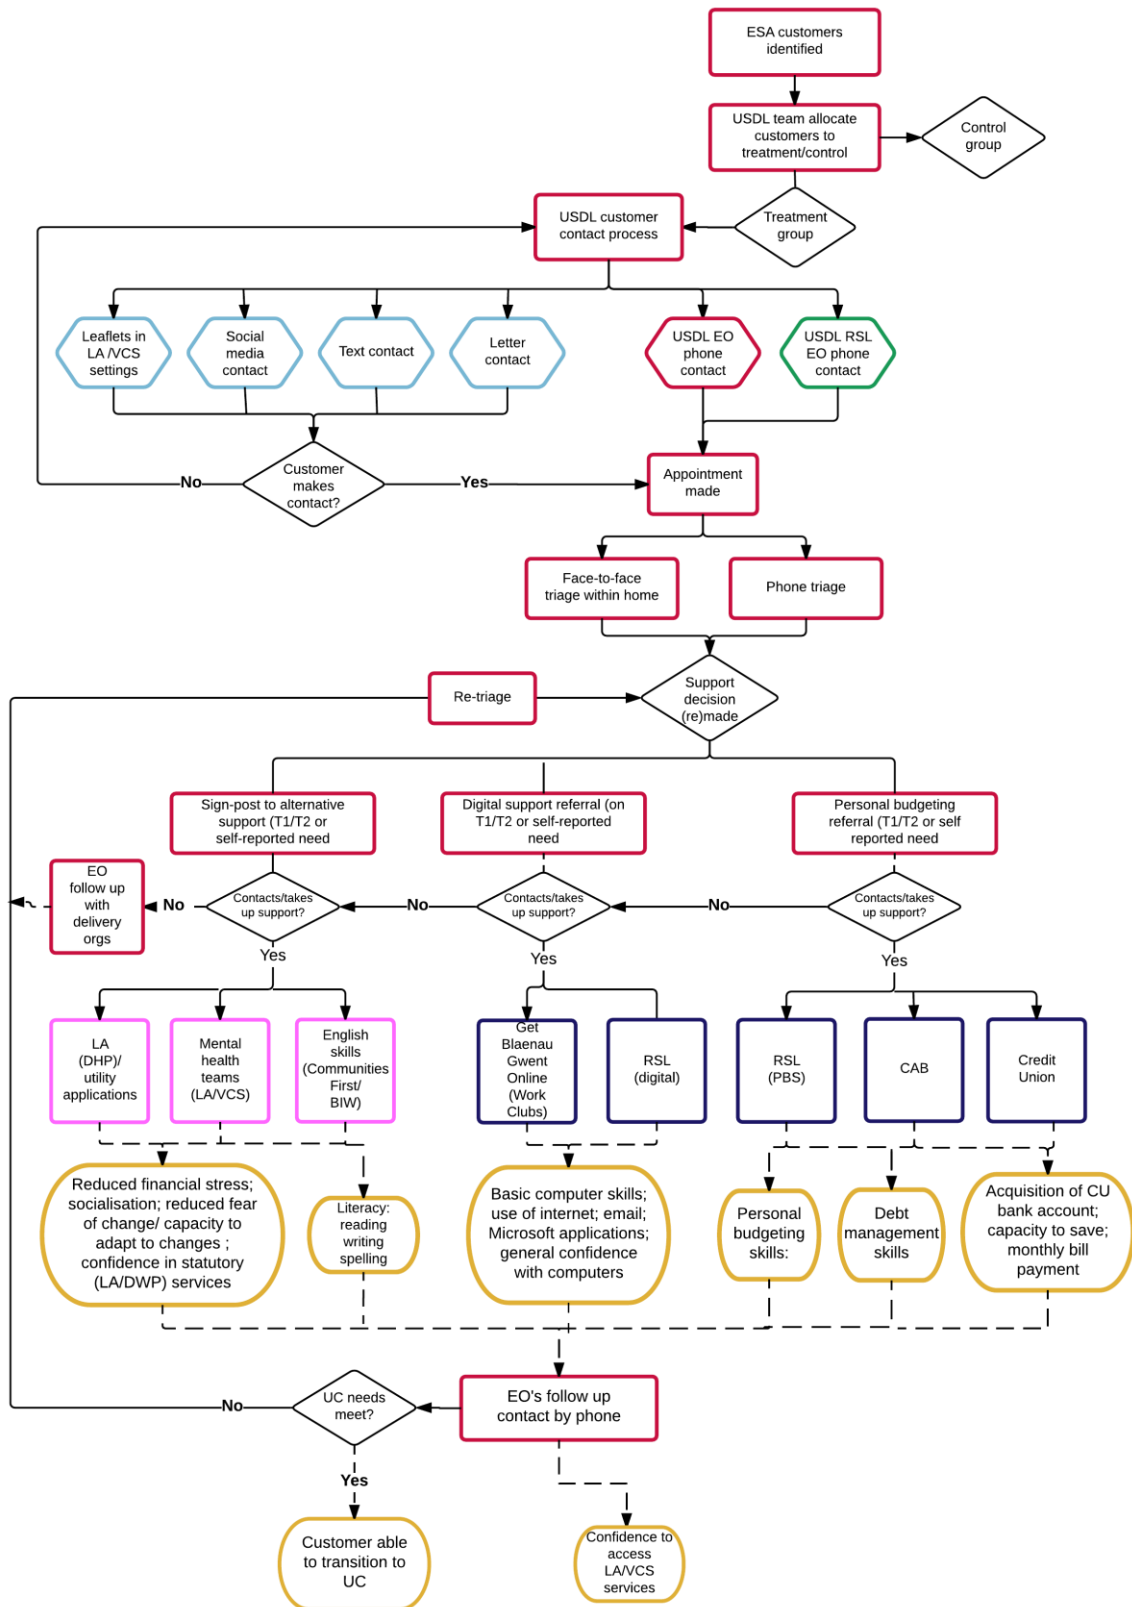 ESA customers
identified
USDL team allocate
customers to
treatment/control
Control
group
Treatment
group
USDL customer
contact process
Leaflets in
LA /VCS
settings
Social
media
contact
Text contact
Letter
contact
USDL EO
phone
contact
USDL RSL
EO phone
contact
Customer
makes
contact?
No
Yes
Appointment
made
Face-to-face
triage within home
Phone triage
Re-triage
Support
decision
(re)made
Sign-post to alternative
support (T1/T2 or
self-reported need
Digital support referral (on
T1/T2 or self-reported
need
Personal budgeting
referral (T1/T2 or self
reported need
EO
follow up
with
delivery
orgs
No
Contacts/takes
up support?
No
Contacts/takes
up support?
No
Contacts/takes
up support?
Yes
Yes
Yes
LA
(DHP)/
utility
applications
Mental
health
teams
(LA/VCS)
English
skills
(Communities
First/
BIW)
Get
Blaenau
Gwent
Online
(Work
Clubs)
RSL
(digital)
RSL
(PBS)
CAB
Credit
Union
Reduced financial stress;
socialisation; reduced fear
of change/ capacity to
adapt to changes ;
confidence in statutory
(LA/DWP) services
Literacy:
reading
writing
spelling
Basic computer skills;
use of internet; email;
Microsoft applications;
general confidence
with computers
Personal
budgeting
skills:
Debt
management
skills
Acquisition of CU
bank account;
capacity to save;
monthly bill
payment
No
UC needs
meet?
EO's follow up
contact by phone
Yes
Customer able
to transition to
UC
Confidence to
access
LA/VCS
services